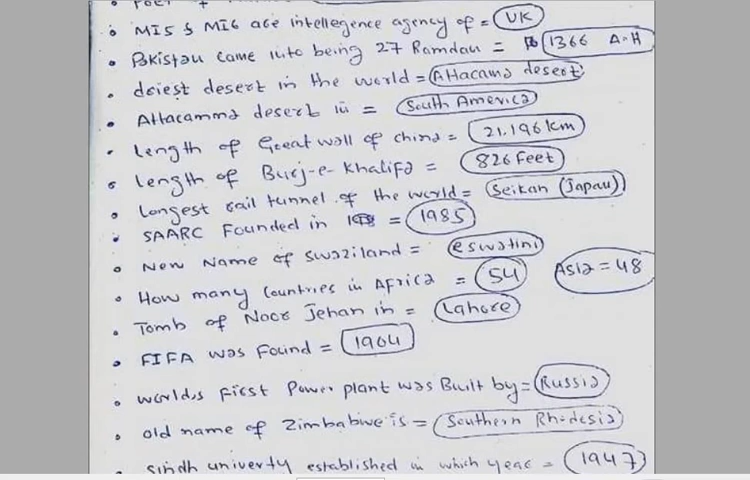 • MI5 & MI6 are intellegence agency of = UK
• Pakistan came into being 27 Ramdan = 1366 A.H
• driest desert in the world = Attacama desert
• Attacamma desert in = South America
• Length of Great wall of china = 21,196 km
• Length of Burj-e-Khalifa = 826 Feet
• Longest rail tunnel of the world = Seikan (Japan)
• SAARC Founded in = 1985
• New Name of Swaziland = eswatini
• How many Countries in Africa = 54 Asia = 48
• Tomb of Noor Jehan in = Lahore
• FIFA was Found = 1904
• world,s First Power plant was Built by = Russia
• old name of Zimbabwe is = Southern Rhodesia
• Sindh univerty established in which year = 1947